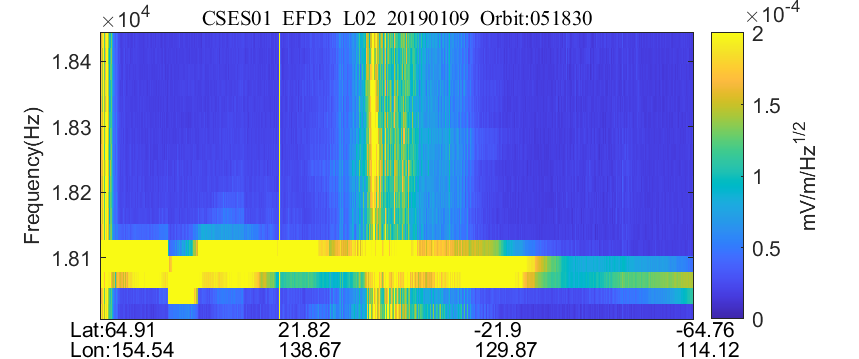 ×10⁴ CSES01 EFD3 L02 20190109 Orbit:051830 ×10⁻⁴
1.84
1.83
1.82
1.81
Frequency(Hz)
2
1.5
1
0.5
0
mV/m/Hz^1/2
Lat:64.91 21.82 -21.9 -64.76
Lon:154.54 138.67 129.87 114.12